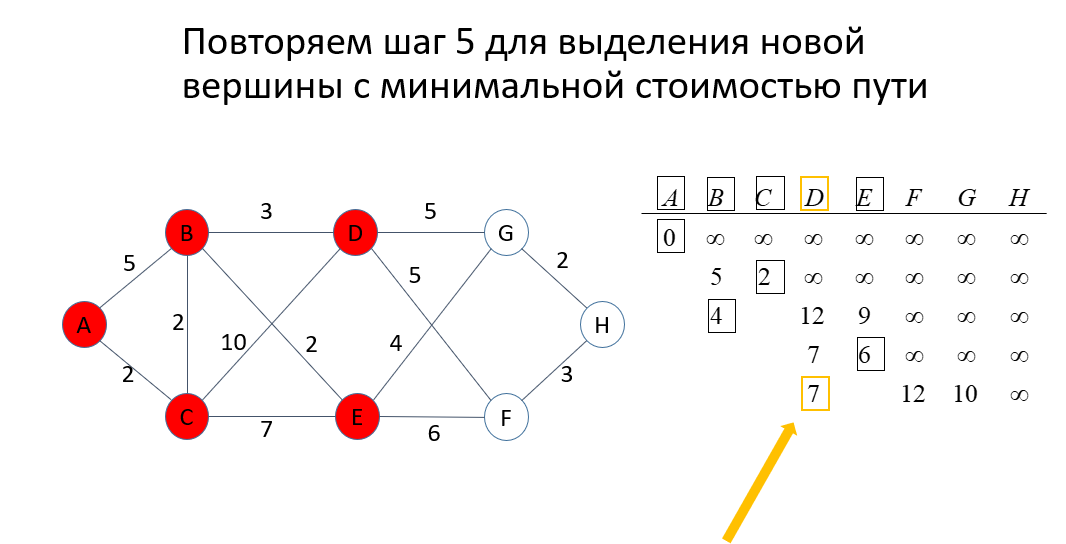 Повторяем шаг 5 для выделения новой
вершины с минимальной стоимостью пути
A B C D E F G H
0 ∞ ∞ ∞ ∞ ∞ ∞ ∞
5 2 ∞ ∞ ∞ ∞ ∞
4 12 9 ∞ ∞ ∞
7 6 ∞ ∞ ∞
7 12 10 ∞
3 5
B D G
5 5 2
A 2 H
10 2 4
2 3
C E F
7 6